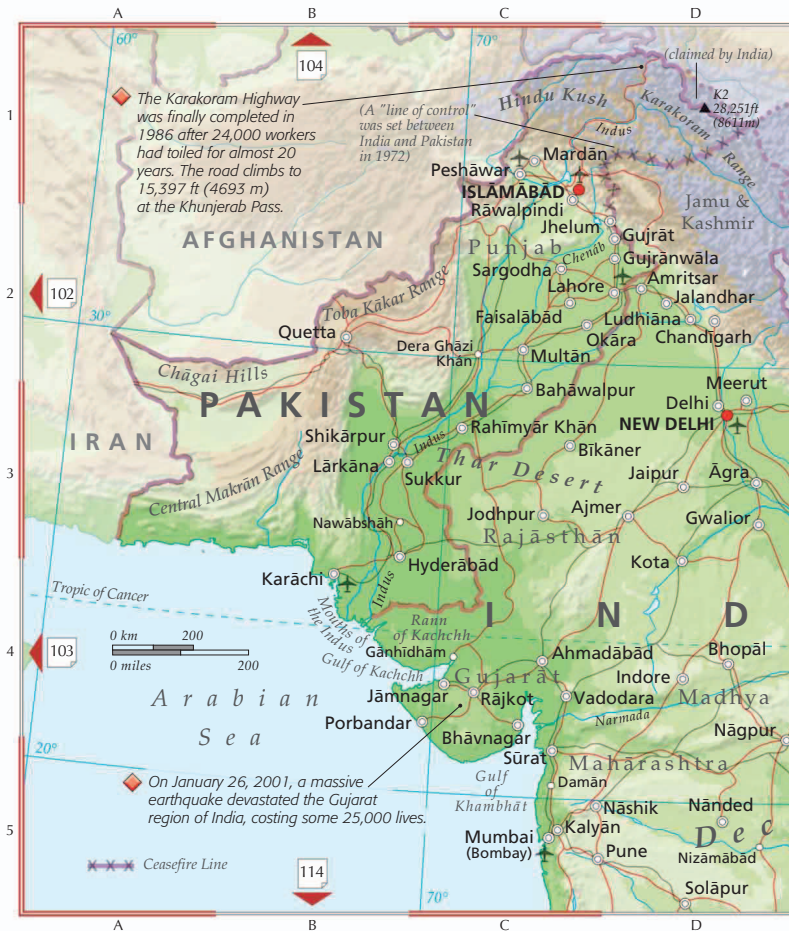 A
B
C
D
60°
70°
104
(claimed by India)
K2
28,251ft
(8611m)
1
The Karakoram Highway
was finally completed in
1986 after 24,000 workers
had toiled for almost 20
years. The road climbs to
15,397 ft (4693 m)
at the Khunjerab Pass.
(A "line of control"
was set between
India and Pakistan
in 1972)
Hindu Kush
Karakoram Range
Indus
Mardān
Peshāwar
ISLĀMĀBĀD
Rāwalpindi
Jhelum
Jamu &
Kashmir
AFGHANISTAN
Punjab
Gujrāt
Chenāb
Gujrānwāla
Sargodha
Amritsar
2
102
Lahore
Jalandhar
Toba Kākar Range
30°
Faisalābād
Ludhiāna
Quetta
Okāra
Chandīgarh
Dera Ghāzi
Khān
Multān
Chāgai Hills
Bahāwalpur
Meerut
PAKISTAN
Delhi
NEW DELHI
Rahīmyār Khān
IRAN
Shikārpur
Indus
Bīkāner
3
Lārkāna
Sukkur
Thar Desert
Jaipur
Āgra
Central Makrān Range
Nawābshāh
Jodhpur
Ajmer
Gwalior
Rājasthān
Hyderābād
Kota
Karāchi
Indus
Tropic of Cancer
Mouths of
the Indus
Rann
of Kachchh
IND
0 km 200
0 miles 200
4
103
Gānhīdhām
Gulf of Kachchh
Ahmadābād
Bhopāl
Gujarāt
Indore
Arabian
Sea
Jāmnagar
Rājkot
Vadodara
Madhya
Porbandar
Narmada
Bhāvnagar
Nāgpur
20°
Sūrat
Mahārashtra
On January 26, 2001, a massive
earthquake devastated the Gujarat
region of India, costing some 25,000 lives.
Gulf
of
Khambhāt
Damān
Nāshik
Nānded
5
Kalyān
Dec
Mumbai
(Bombay)
Nizāmābād
Ceasefire Line
Pune
114
70°
Solāpur
A
B
C
D